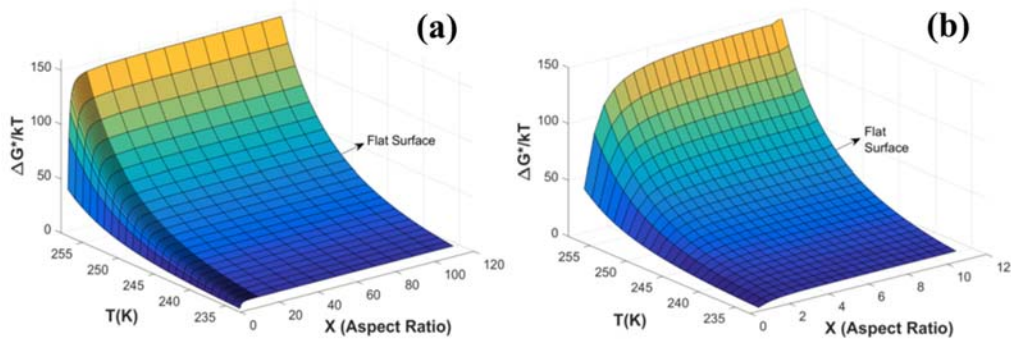 (a)
150
100
50
0
ΔG*/kT
255
250
245
240
235
T(K)
0
20
40
60
80
100
120
X (Aspect Ratio)
Flat Surface
(b)
150
100
50
0
ΔG*/kT
255
250
245
240
235
T(K)
0
2
4
6
8
10
12
X (Aspect Ratio)
Flat
Surface